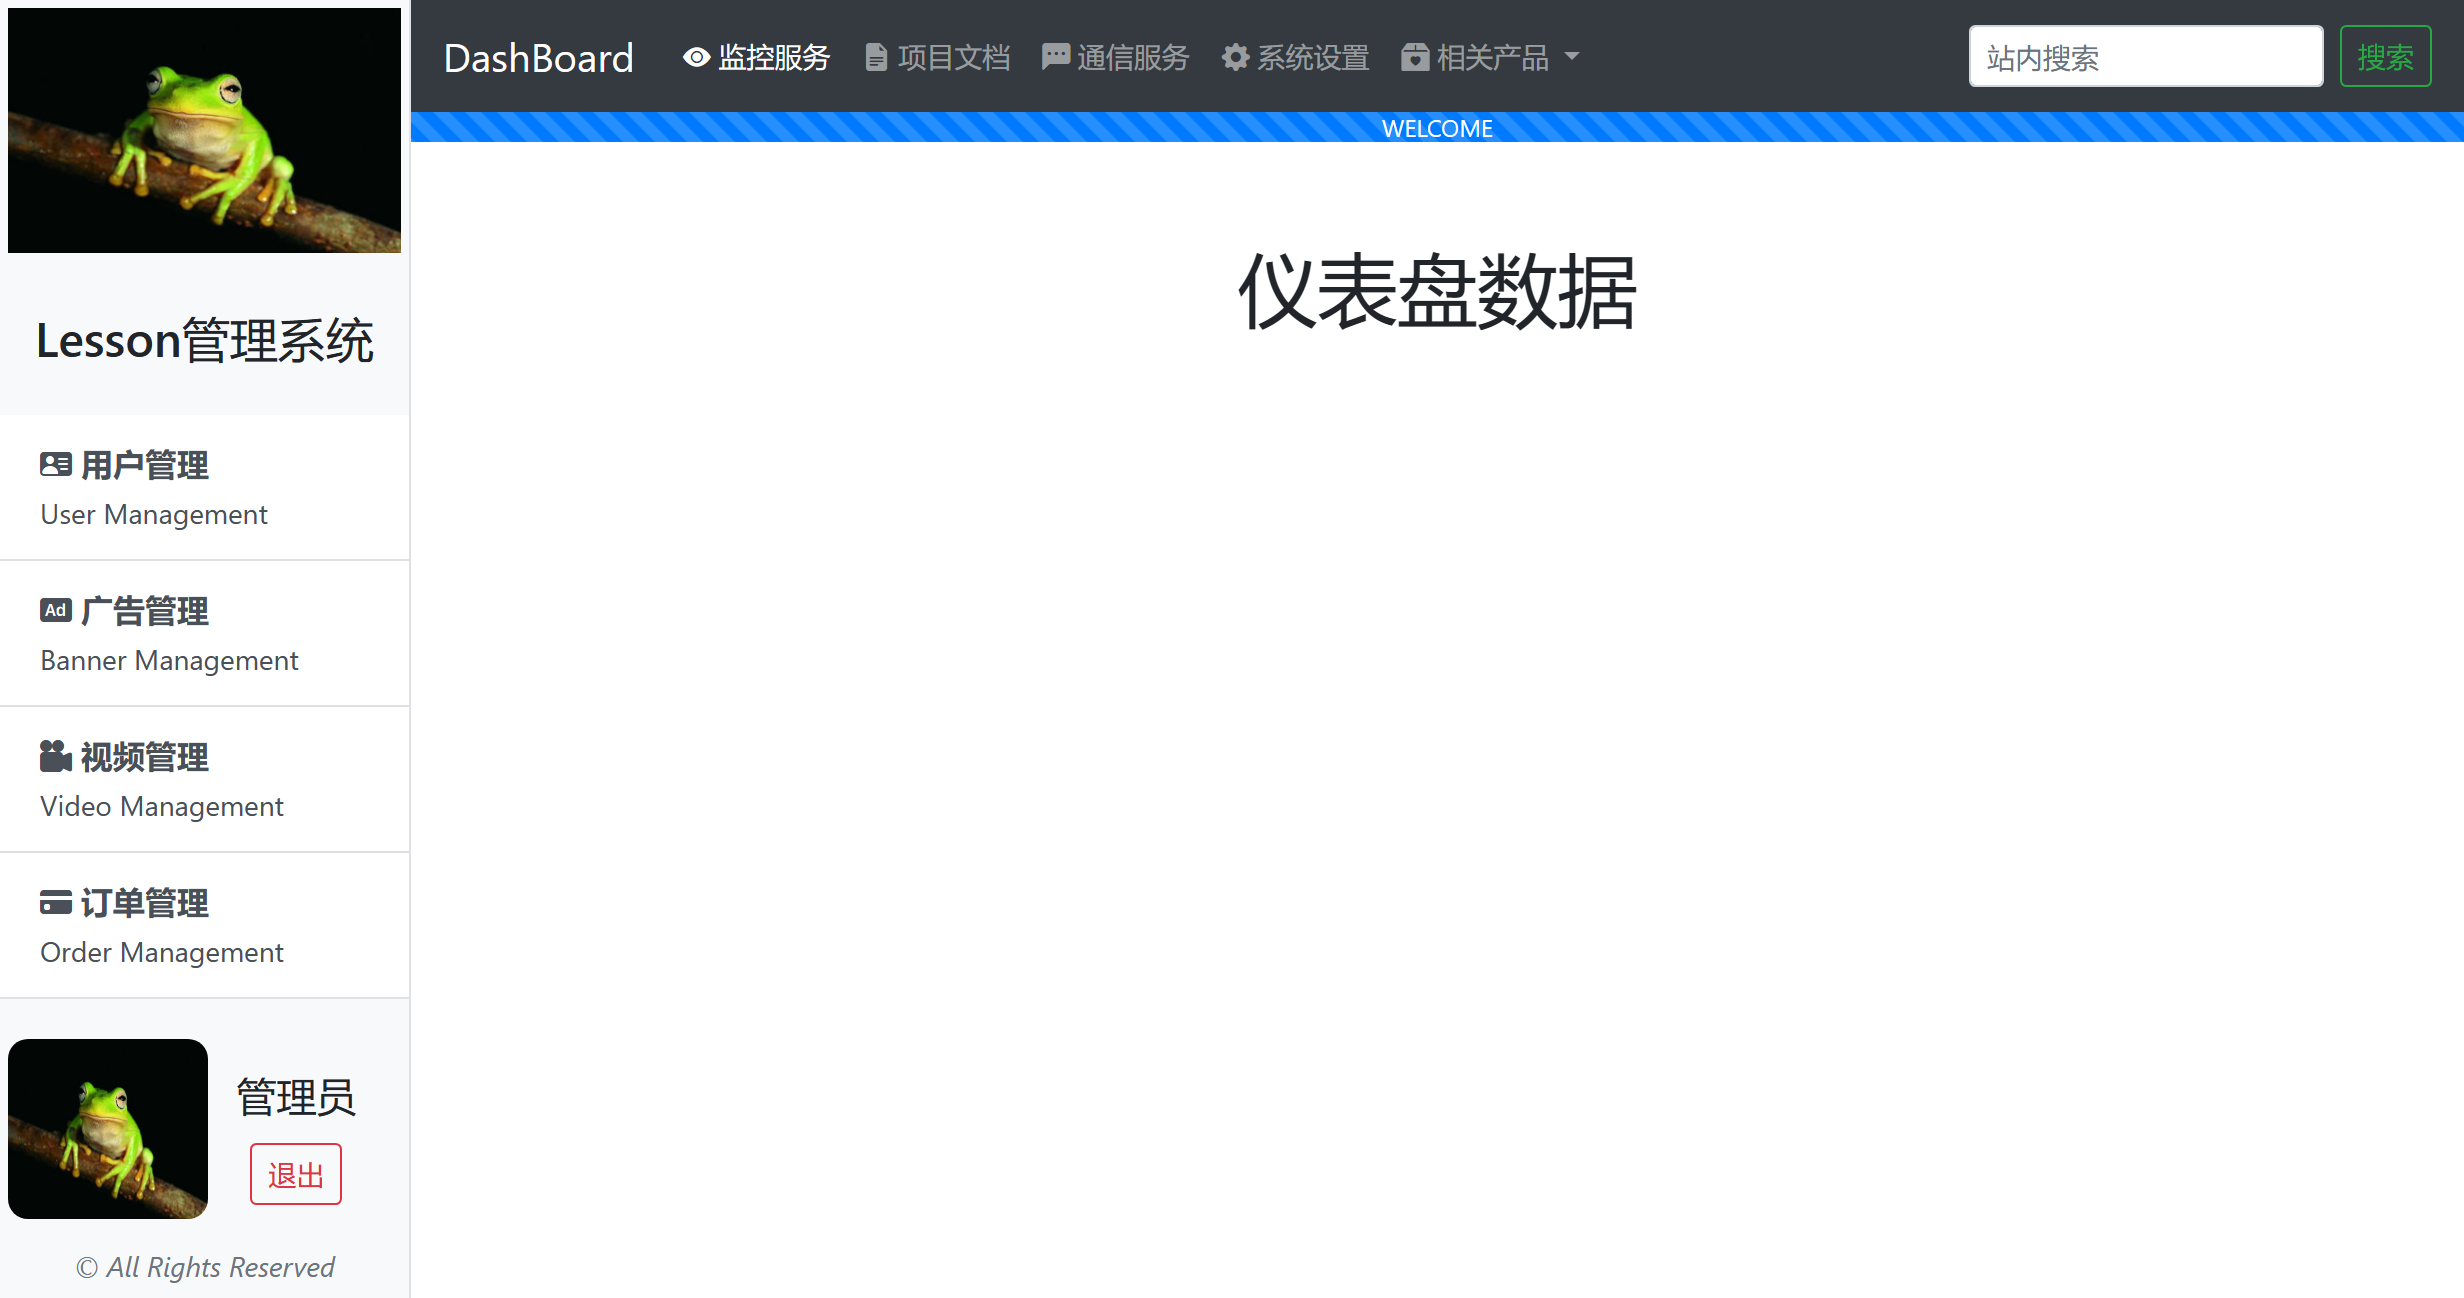 Lesson管理系统
用户管理
User Management
Ad 广告管理
Banner Management
视频管理
Video Management
订单管理
Order Management
管理员
退出
© All Rights Reserved
DashBoard 监控服务 项目文档 通信服务 系统设置 相关产品 站内搜索 搜索
WELCOME
仪表盘数据